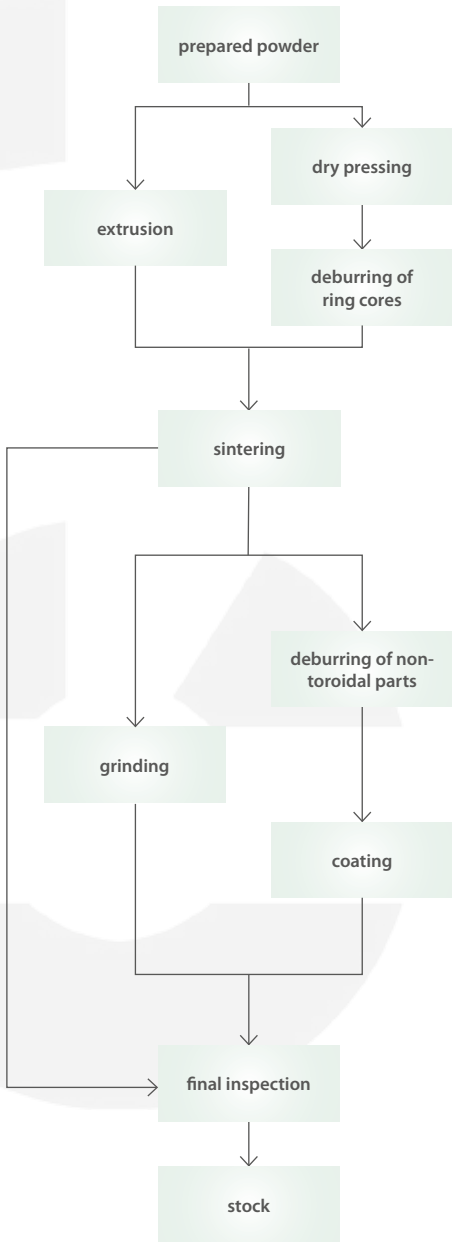 prepared powder
dry pressing
extrusion
deburring of
ring cores
sintering
deburring of non-
toroidal parts
grinding
coating
final inspection
stock